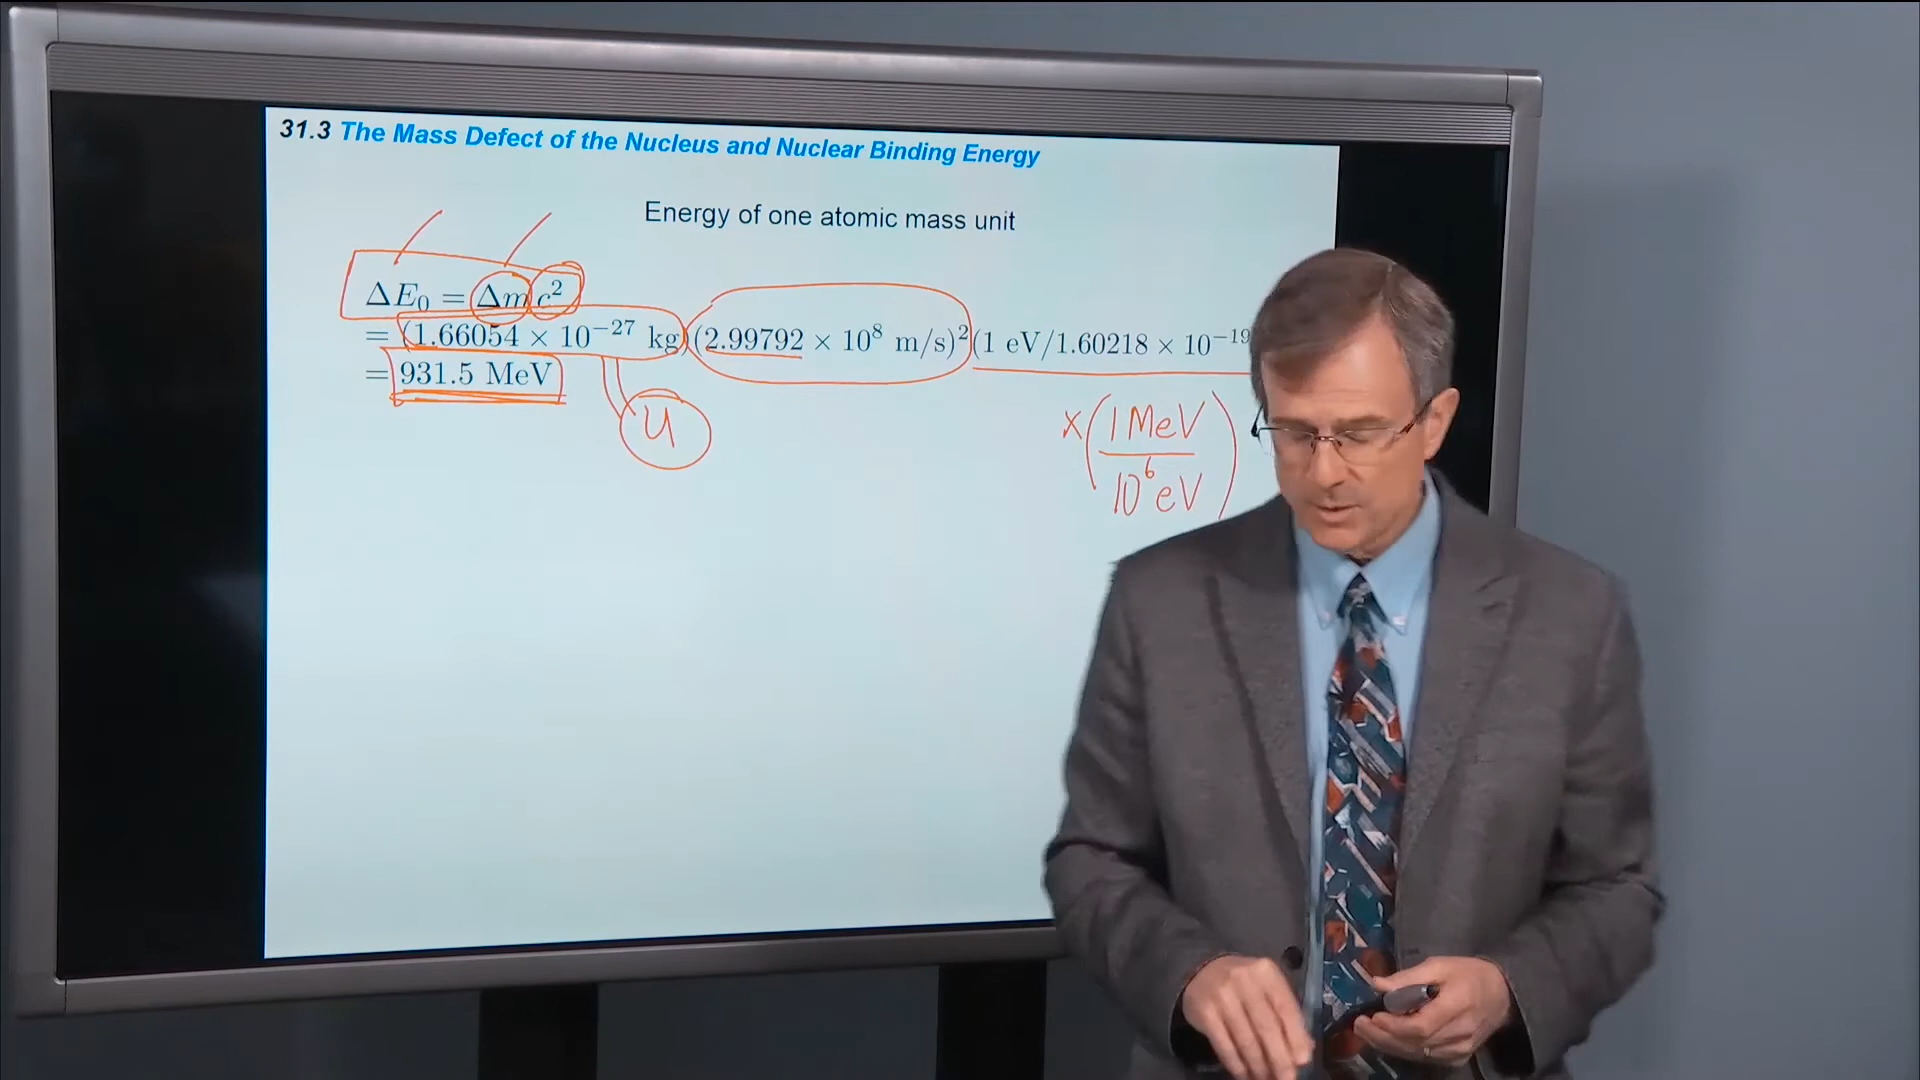 31.3 The Mass Defect of the Nucleus and Nuclear Binding Energy
Energy of one atomic mass unit
ΔE₀ = Δm c²
= (1.66054 × 10⁻²⁷ kg)(2.99792 × 10⁸ m/s)²(1 eV/1.60218 × 10⁻¹⁹
= 931.5 MeV
u
×(1 MeV
10⁶ eV)